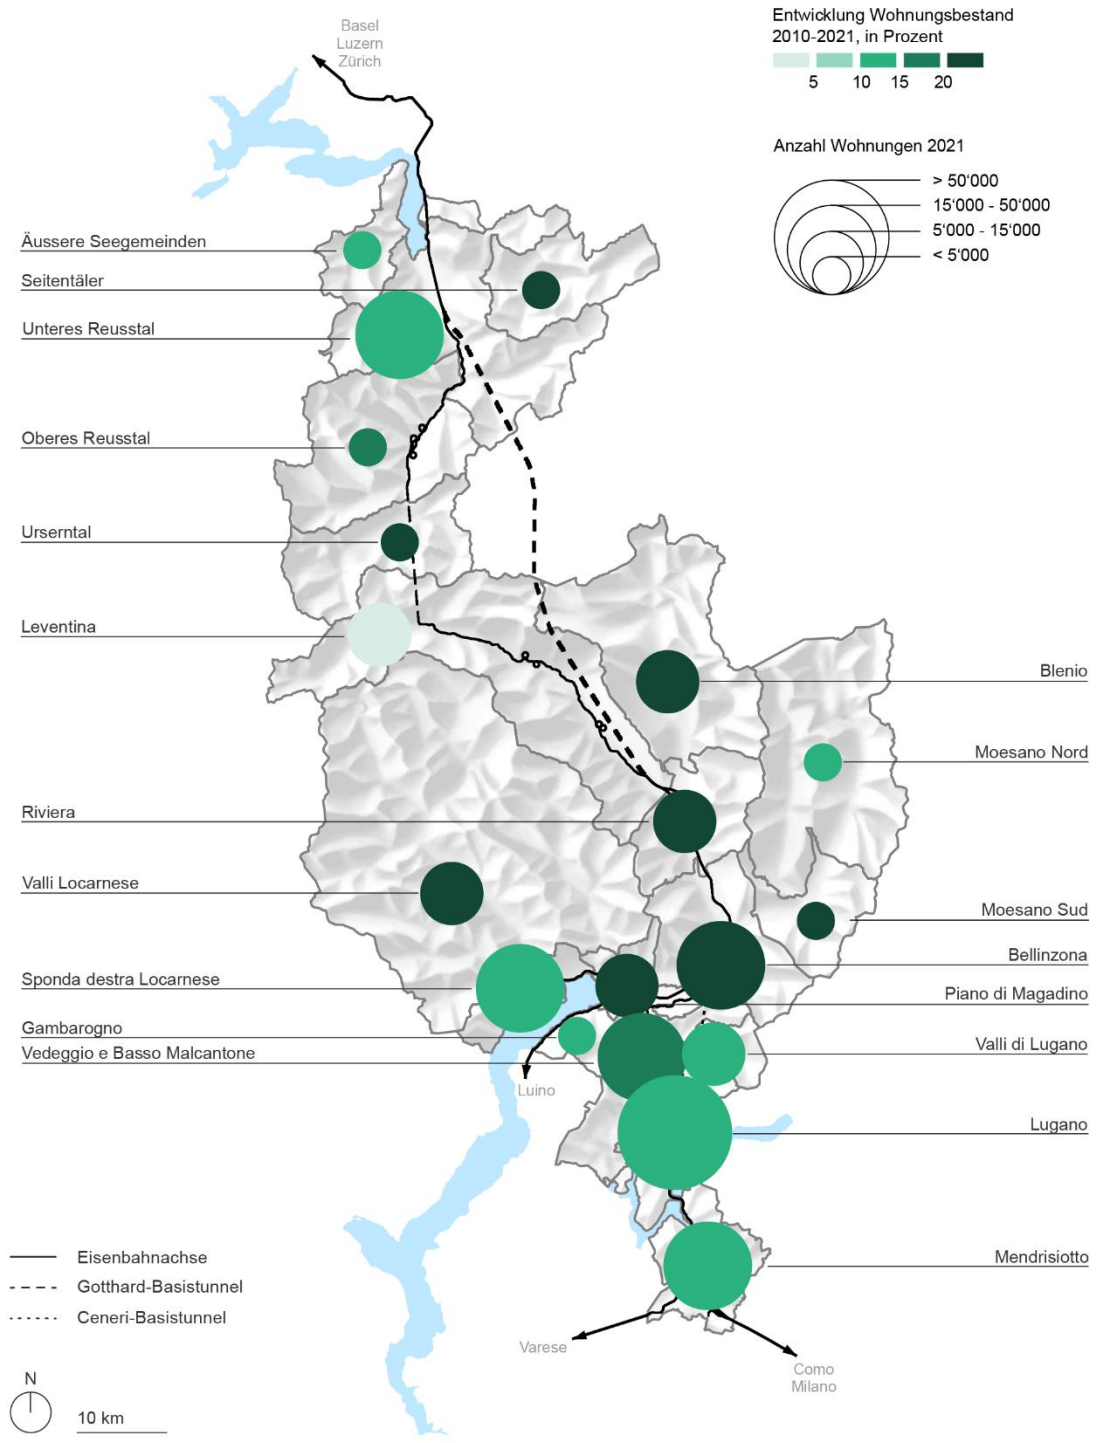 Entwicklung Wohnungsbestand
2010-2021, in Prozent
5 10 15 20
Anzahl Wohnungen 2021
> 50‘000
15‘000 - 50‘000
5‘000 - 15‘000
< 5‘000
Basel
Luzern
Zürich
Äussere Seegemeinden
Seitentäler
Unteres Reusstal
Oberes Reusstal
Urserntal
Leventina
Blenio
Moesano Nord
Riviera
Valli Locarnese
Moesano Sud
Bellinzona
Sponda destra Locarnese
Piano di Magadino
Gambarogno
Valli di Lugano
Vedeggio e Basso Malcantone
Luino
Lugano
Mendrisiotto
Eisenbahnachse
Gotthard-Basistunnel
Ceneri-Basistunnel
Varese
Como
Milano
N
10 km